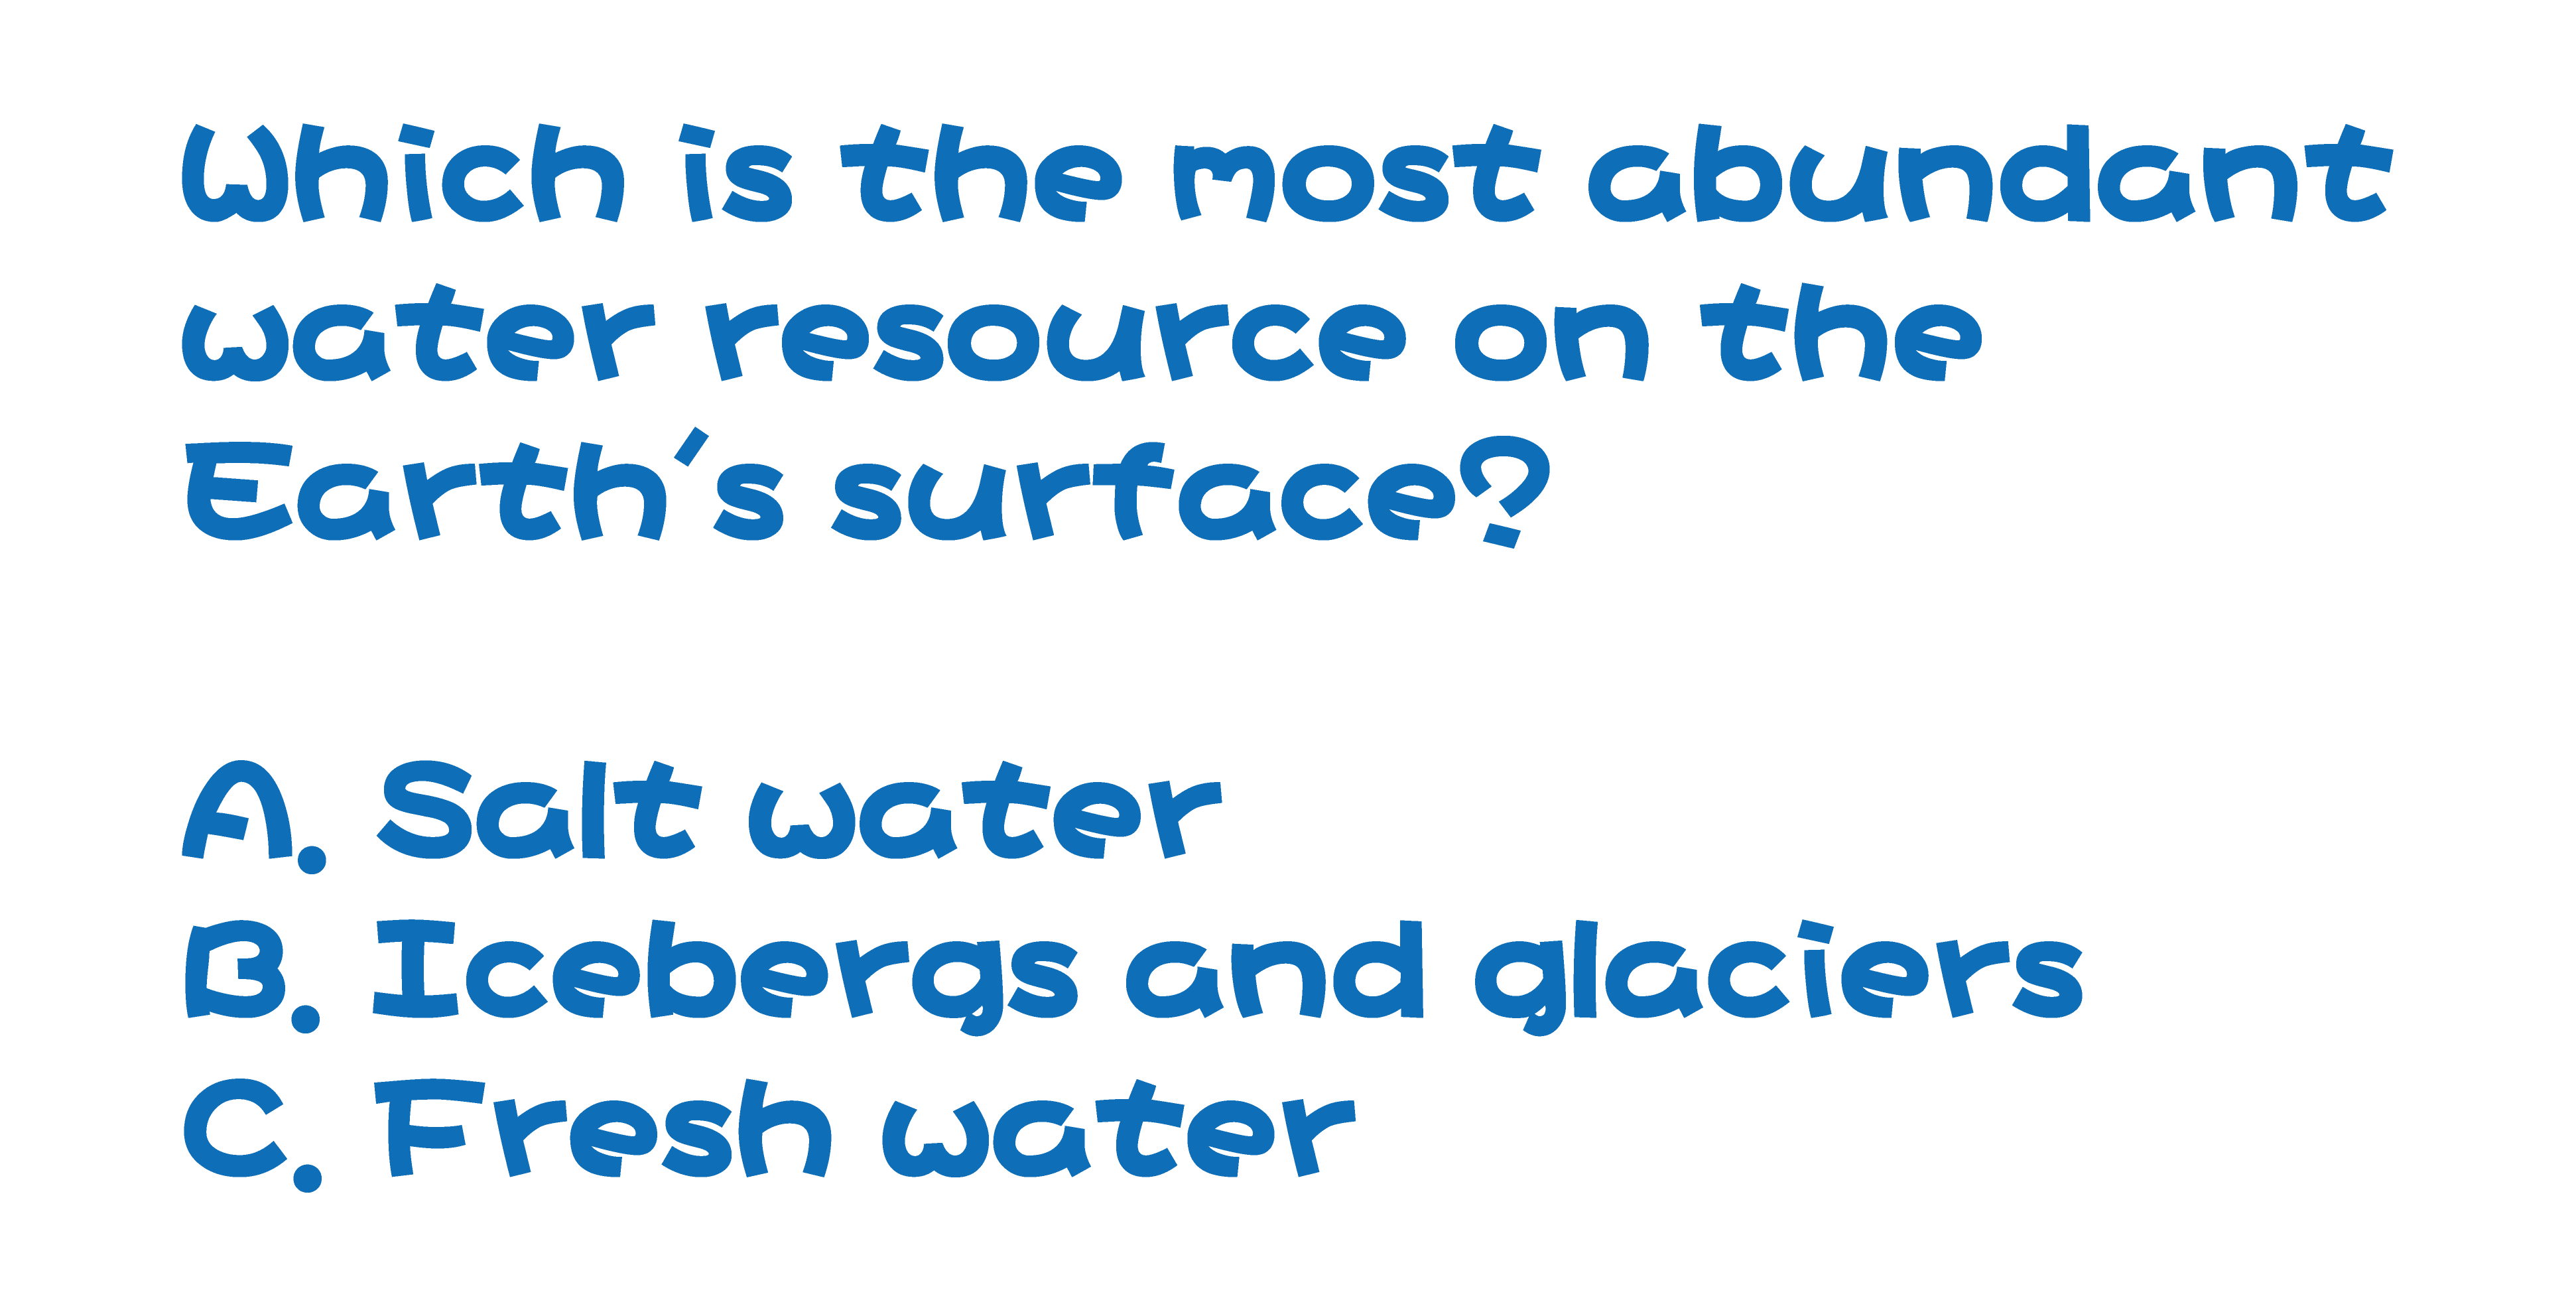 Which is the most abundant
water resource on the
Earth's surface?
A. Salt water
B. Icebergs and glaciers
C. Fresh water